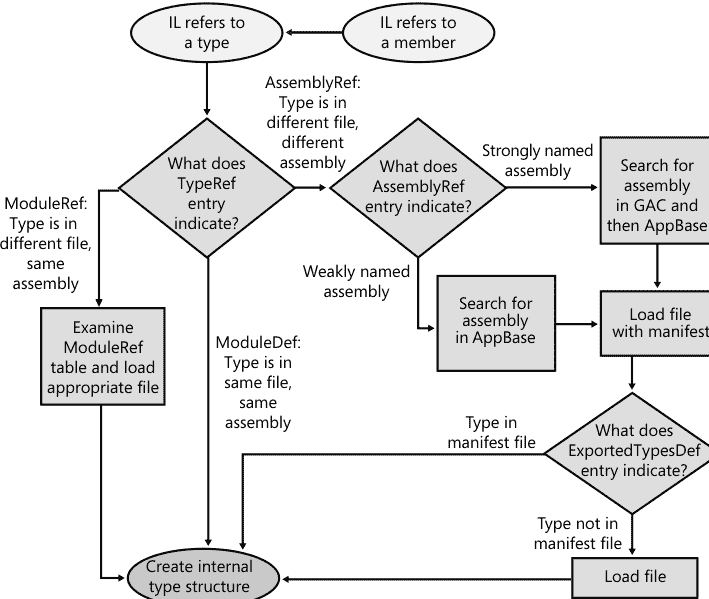 IL refers to
a type
IL refers to
a member
AssemblyRef:
Type is in
different file,
different
assembly
What does
TypeRef
entry
indicate?
What does
AssemblyRef
entry indicate?
Strongly named
assembly
Search for
assembly
in GAC and
then AppBase
ModuleRef:
Type is in
different file,
same
assembly
Weakly named
assembly
Search for
assembly
in AppBase
Load file
with manifest
Examine
ModuleRef
table and load
appropriate file
ModuleDef:
Type is in
same file,
same
assembly
Type in
manifest file
What does
ExportedTypesDef
entry indicate?
Type not in
manifest file
Create internal
type structure
Load file